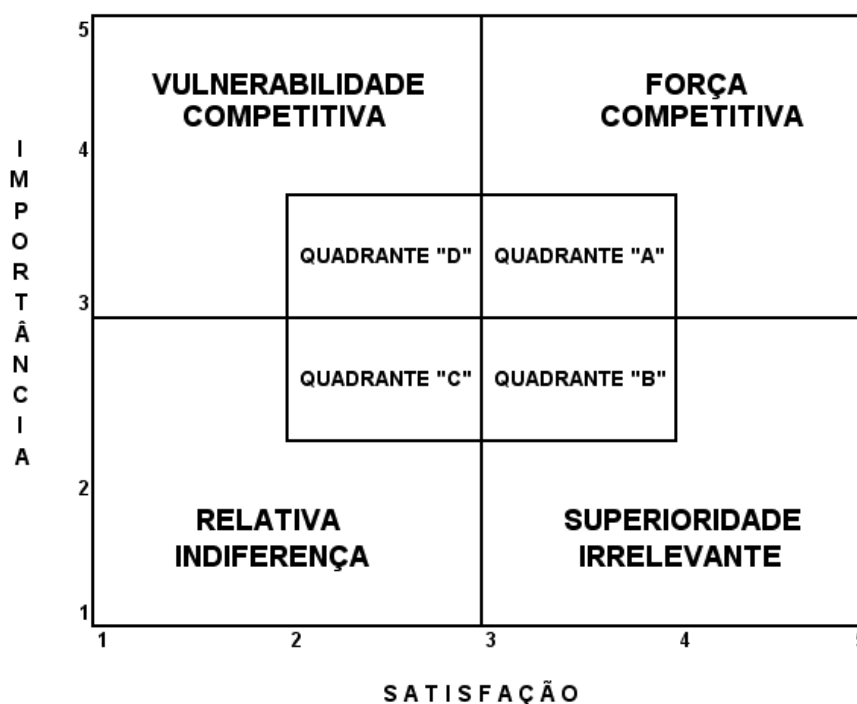 5
VULNERABILIDADE
COMPETITIVA
FORÇA
COMPETITIVA
4
IMPORTÂNCIA
QUADRANTE "D"
QUADRANTE "A"
3
QUADRANTE "C"
QUADRANTE "B"
2
RELATIVA
INDIFERENÇA
SUPERIORIDADE
IRRELEVANTE
1
1 2 3 4 5
SATISFAÇÃO